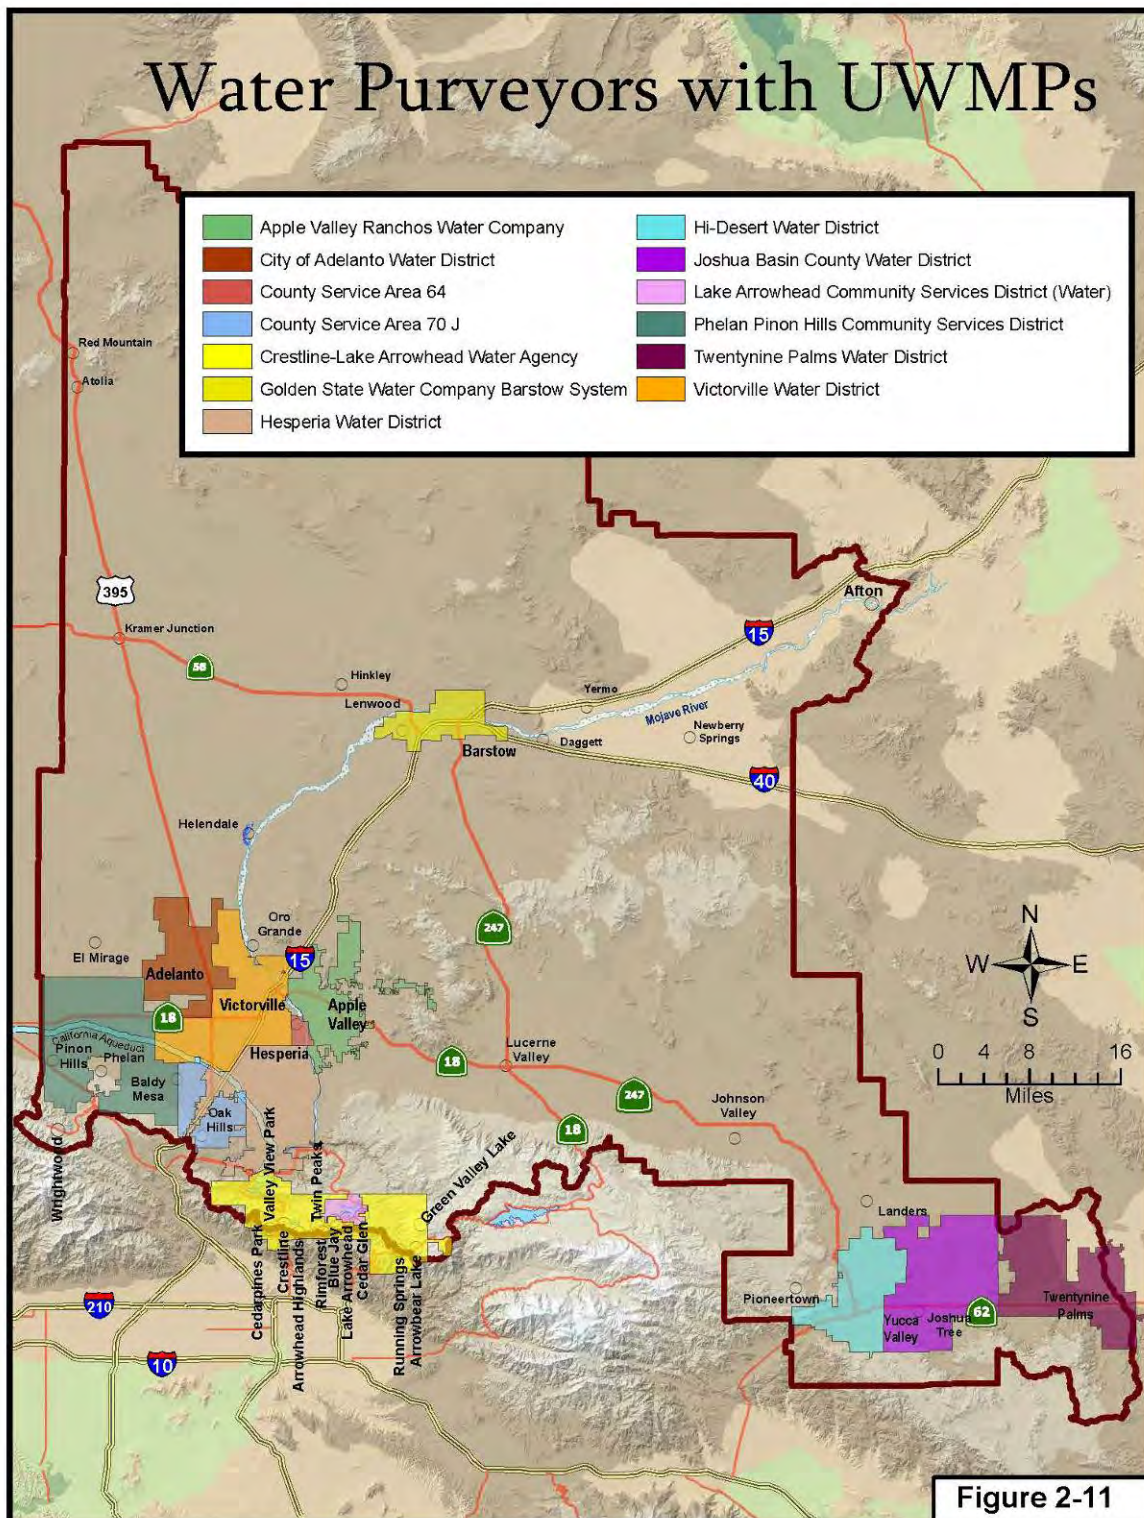 Water Purveyors with UWMPs
Apple Valley Ranchos Water Company
City of Adelanto Water District
County Service Area 64
County Service Area 70 J
Crestline-Lake Arrowhead Water Agency
Golden State Water Company Barstow System
Hesperia Water District
Hi-Desert Water District
Joshua Basin County Water District
Lake Arrowhead Community Services District (Water)
Phelan Pinon Hills Community Services District
Twentynine Palms Water District
Victorville Water District
Red Mountain
Atolia
395
Kramer Junction
58
Hinkley
Lenwood
Barstow
Yermo
Daggett
Mojave River
Newberry
Springs
Afton
15
40
Helendale
Oro
Grande
15
El Mirage
Adelanto
Victorville
Apple
Valley
247
18
California Aqueduct
Pinon
Hills
Phelan
Baldy
Mesa
Hesperia
Oak
Hills
18
Lucerne
Valley
247
18
Johnson
Valley
N
W
E
S
0 4 8 16
Miles
Wrightwood
Valley View Park
Twin Peaks
Green Valley Lake
Cedarpines Park
Crestline
Arrowhead Highlands
Rimforest
Blue Jay
Lake Arrowhead
Cedar Glen
Running Springs
Arrowbear Lake
Landers
Pioneertown
Yucca
Valley
Joshua
Tree
62
Twentynine
Palms
210
10
Figure 2-11